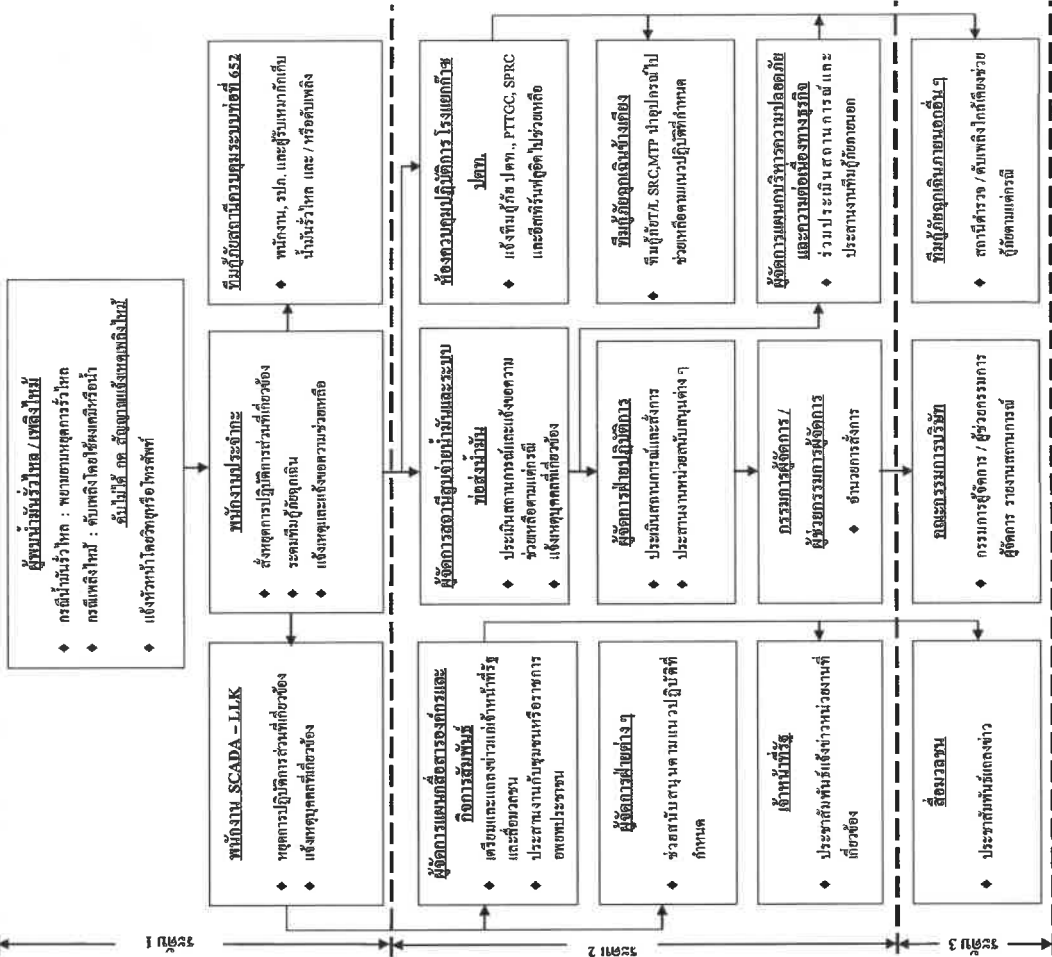 ผู้พบน้ำมันรั่วไหล / เพลิงไหม้
♦ กรณีน้ำมันรั่วไหล : พยายามหยุดการรั่วไหล
♦ กรณีเพลิงไหม้ : ดับเพลิงโดยใช้ผงเคมีหรือน้ำ
ดับไม่ได้ กด สัญญาณแจ้งเหตุเพลิงไหม้
♦ แจ้งหัวหน้าโดยวิทยุหรือโทรศัพท์
ระดับ 1
พนักงาน SCADA – LLK
♦ หยุดการปฏิบัติการส่วนที่เกี่ยวข้อง
♦ แจ้งเหตุบุคคลที่เกี่ยวข้อง
พนักงานประจำกะ
♦ สั่งหยุดการปฏิบัติการส่วนที่เกี่ยวข้อง
♦ ระดมทีมกู้ภัยฉุกเฉิน
♦ แจ้งเหตุและแจ้งขอความช่วยเหลือ
ทีมกู้ภัยสถานีควบคุมระบบท่อที่ 652
♦ พนักงาน, รปภ. และผู้รับเหมากักเก็บ
น้ำมันรั่วไหล และ / หรือดับเพลิง
ระดับ 2
ผู้จัดการแผนกสื่อสารองค์กรและ
กิจการสัมพันธ์
♦ เตรียมและแถลงข่าวแก่เจ้าหน้าที่รัฐ
และสื่อมวลชน
♦ ประสานงานกับชุมชนหรือราชการ
อพยพประชาชน
ผู้จัดการสถานีสูบจ่ายน้ำมันและระบบ
ท่อส่งน้ำมัน
♦ ประเมินสถานการณ์และแจ้งขอความ
ช่วยเหลือตามแต่กรณี
♦ แจ้งเหตุบุคคลที่เกี่ยวข้อง
ห้องควบคุมปฏิบัติการ โรงแยกก๊าซ
ปตท.
♦ แจ้งทีมกู้ภัย ปตท., PTTGC, SPRC
และอีสเทิร์นฟลูอิด ไปช่วยเหลือ
ผู้จัดการฝ่ายต่าง ๆ
♦ ช่วยสนับสนุนตามแนวปฏิบัติที่
กำหนด
ผู้จัดการฝ่ายปฏิบัติการ
♦ ประเมินสถานการณ์และสั่งการ
♦ ประสานงานหน่วยสนับสนุนต่าง ๆ
ทีมกู้ภัยฉุกเฉินข้างเคียง
♦ ทีมกู้ภัยT/L SRC,MTP นำอุปกรณ์ไป
ช่วยเหลือตามแนวปฏิบัติที่กำหนด
เจ้าหน้าที่รัฐ
♦ ประชาสัมพันธ์แจ้งข่าวหน่วยงานที่
เกี่ยวข้อง
กรรมการผู้จัดการ /
ผู้ช่วยกรรมการผู้จัดการ
♦ อำนวยการสั่งการ
ผู้จัดการแผนกบริหารความปลอดภัย
และความต่อเนื่องทางธุรกิจ
♦ ร่วมประเมินสถานการณ์และ
ประสานงานทีมกู้ภัยภายนอก
ระดับ 3
สื่อมวลชน
♦ ประชาสัมพันธ์แถลงข่าว
คณะกรรมการบริษัท
♦ กรรมการผู้จัดการ / ผู้ช่วยกรรมการ
ผู้จัดการ รายงานสถานการณ์
ทีมกู้ภัยฉุกเฉินภายนอกอื่น ๆ
♦ สถานีตำรวจ / ดับเพลิงใกล้เคียงช่วย
กู้ภัยตามแต่กรณี